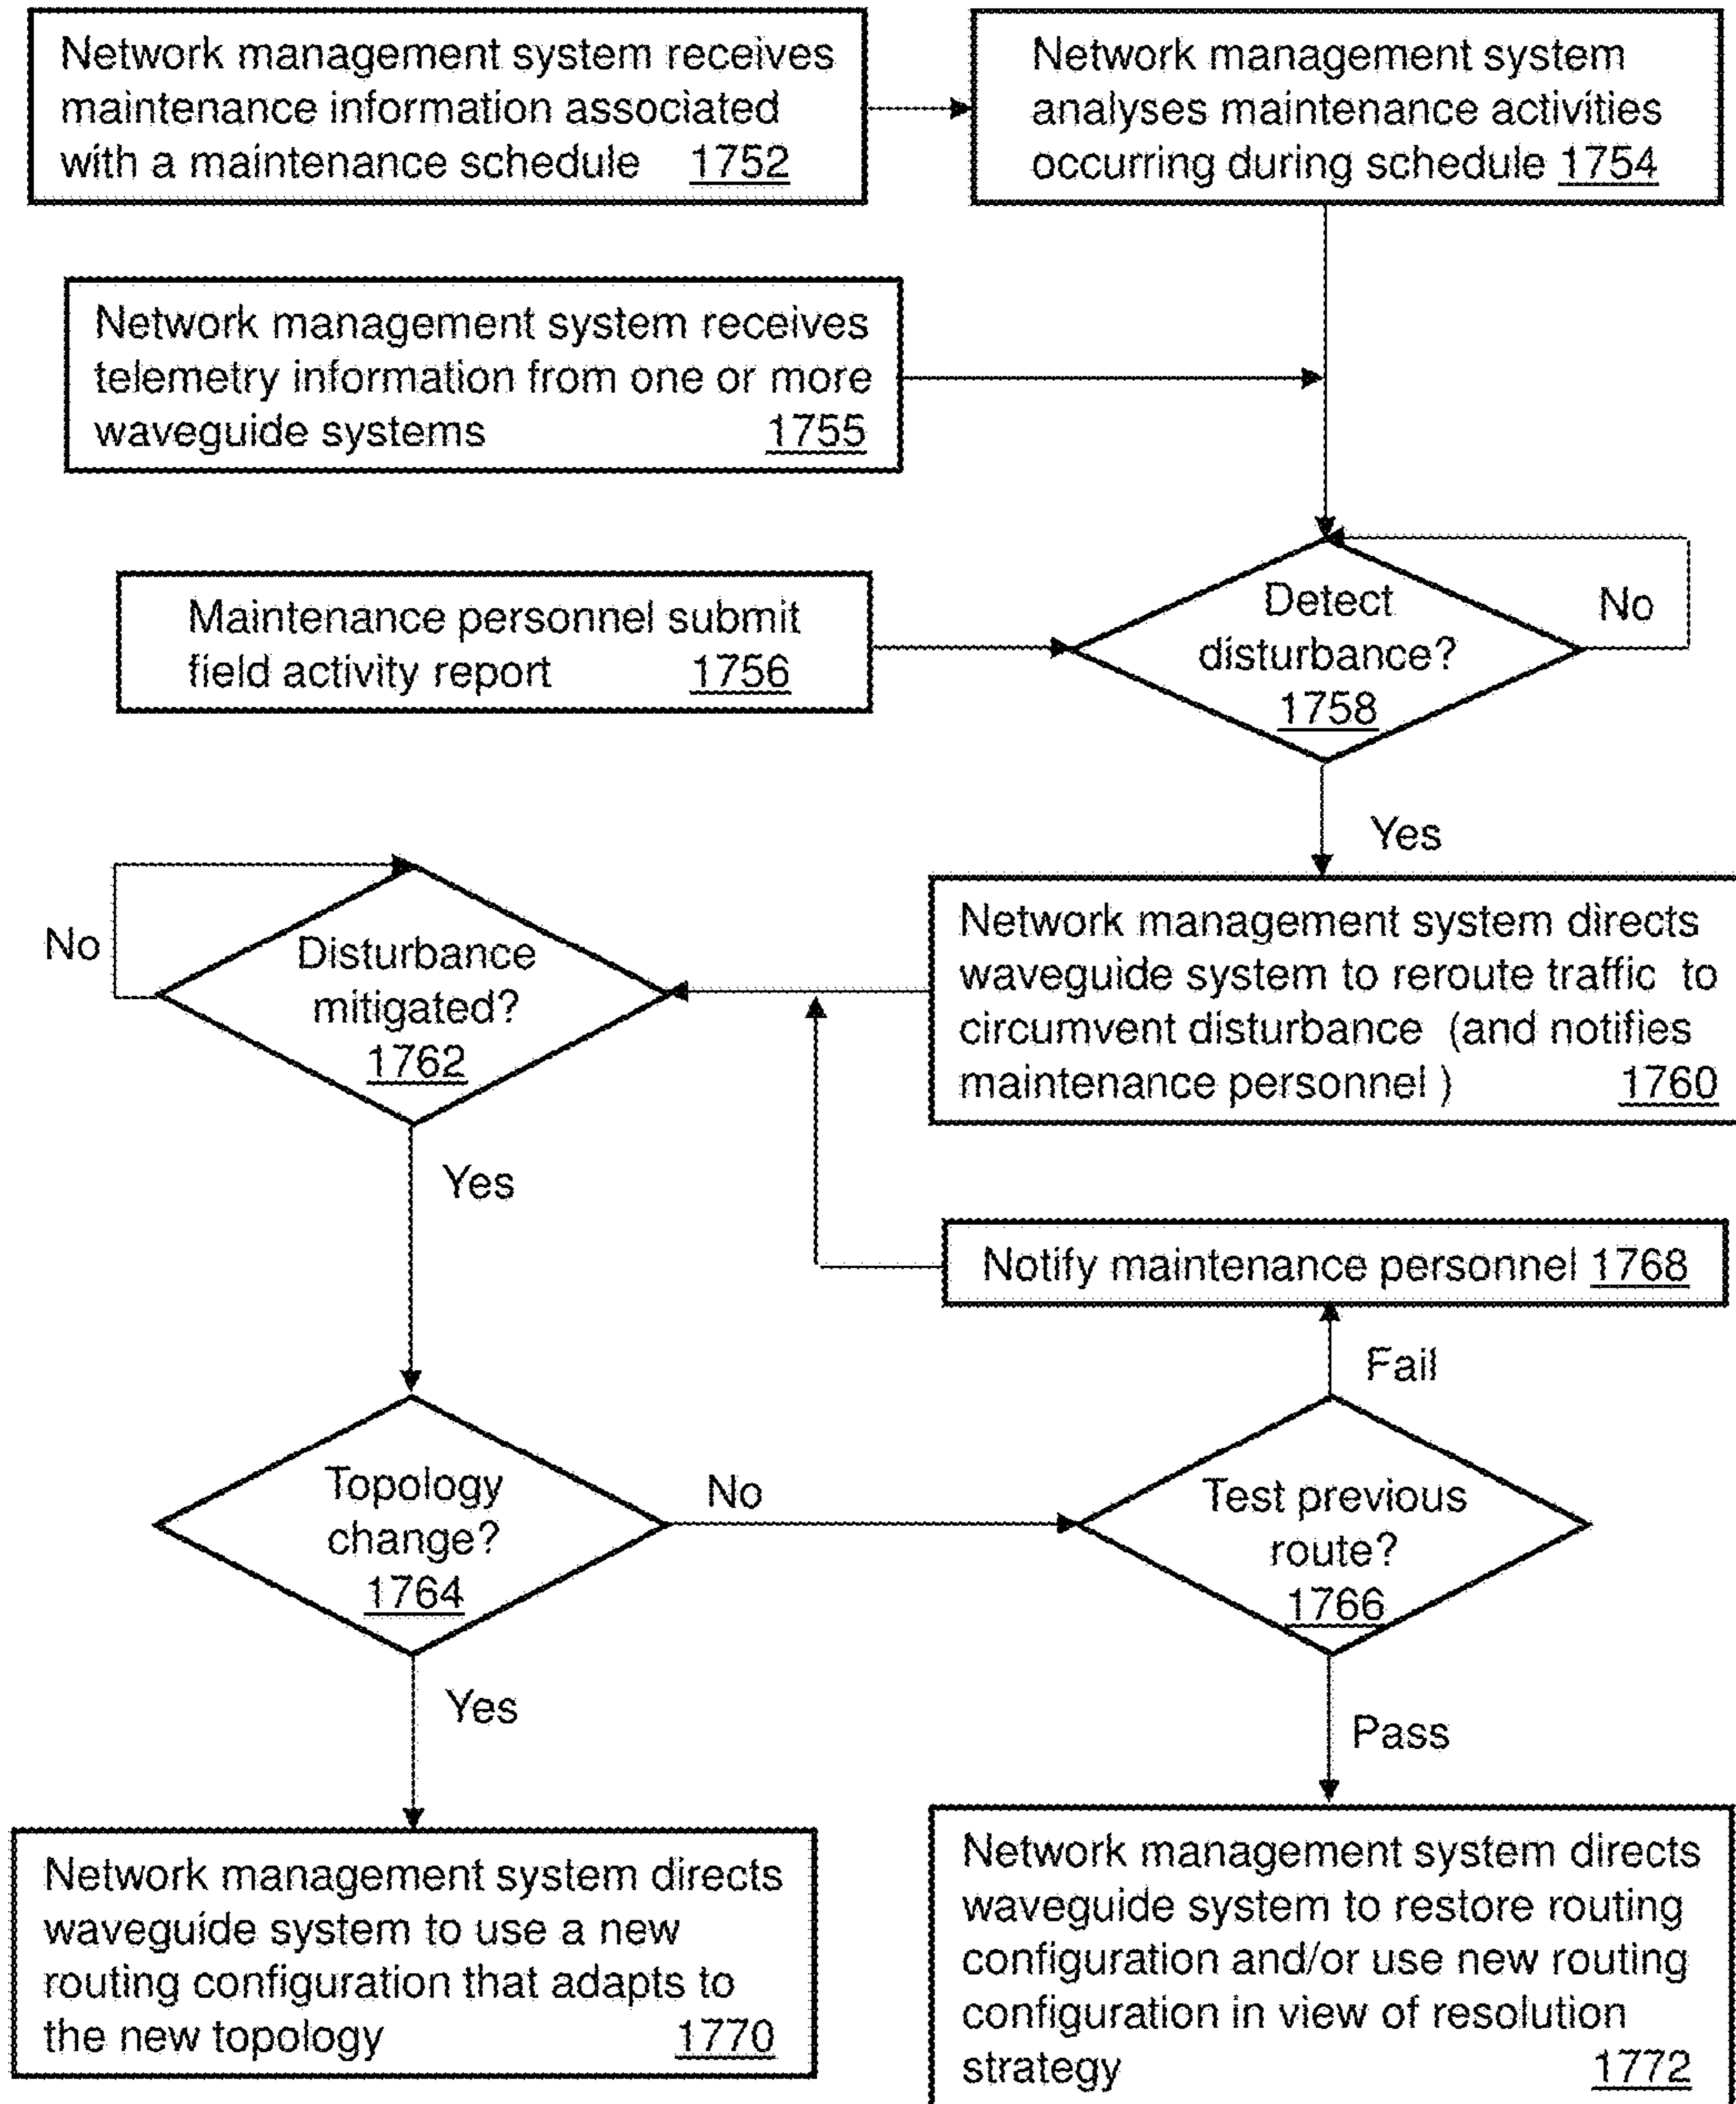 Network management system receives
maintenance information associated
with a maintenance schedule 1752
Network management system
analyses maintenance activities
occurring during schedule 1754
Network management system receives
telemetry information from one or more
waveguide systems 1755
Maintenance personnel submit
field activity report 1756
Detect
disturbance?
1758
No
Yes
Network management system directs
waveguide system to reroute traffic to
circumvent disturbance (and notifies
maintenance personnel ) 1760
No
Disturbance
mitigated?
1762
Yes
Notify maintenance personnel 1768
Fail
Topology
change?
1764
No
Test previous
route?
1766
Yes
Pass
Network management system directs
waveguide system to use a new
routing configuration that adapts to
the new topology 1770
Network management system directs
waveguide system to restore routing
configuration and/or use new routing
configuration in view of resolution
strategy 1772